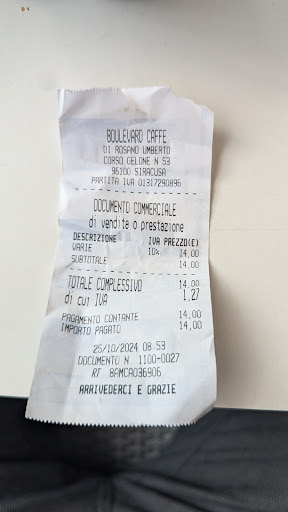 BOULEVARD CAFFE
DI ROSANO UMBERTO
CORSO GELONE N 53
96100 SIRACUSA
PARTITA IVA 01317290896
DOCUMENTO COMMERCIALE
di vendita o prestazione
DESCRIZIONE IVA PREZZO(€)
VARIE 10% 14,00
SUBTOTALE 14,00
TOTALE COMPLESSIVO 14,00
di cui IVA 1,27
PAGAMENTO CONTANTE 14,00
IMPORTO PAGATO 14,00
25/10/2024 08:53
DOCUMENTO N 1100-0027
RT 8AMCA036906
ARRIVEDERCI E GRAZIE